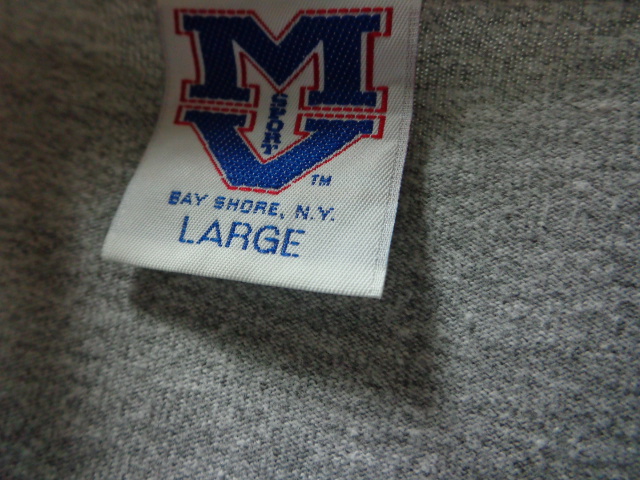 MV
SPORT
TM
BAY SHORE, N.Y.
LARGE